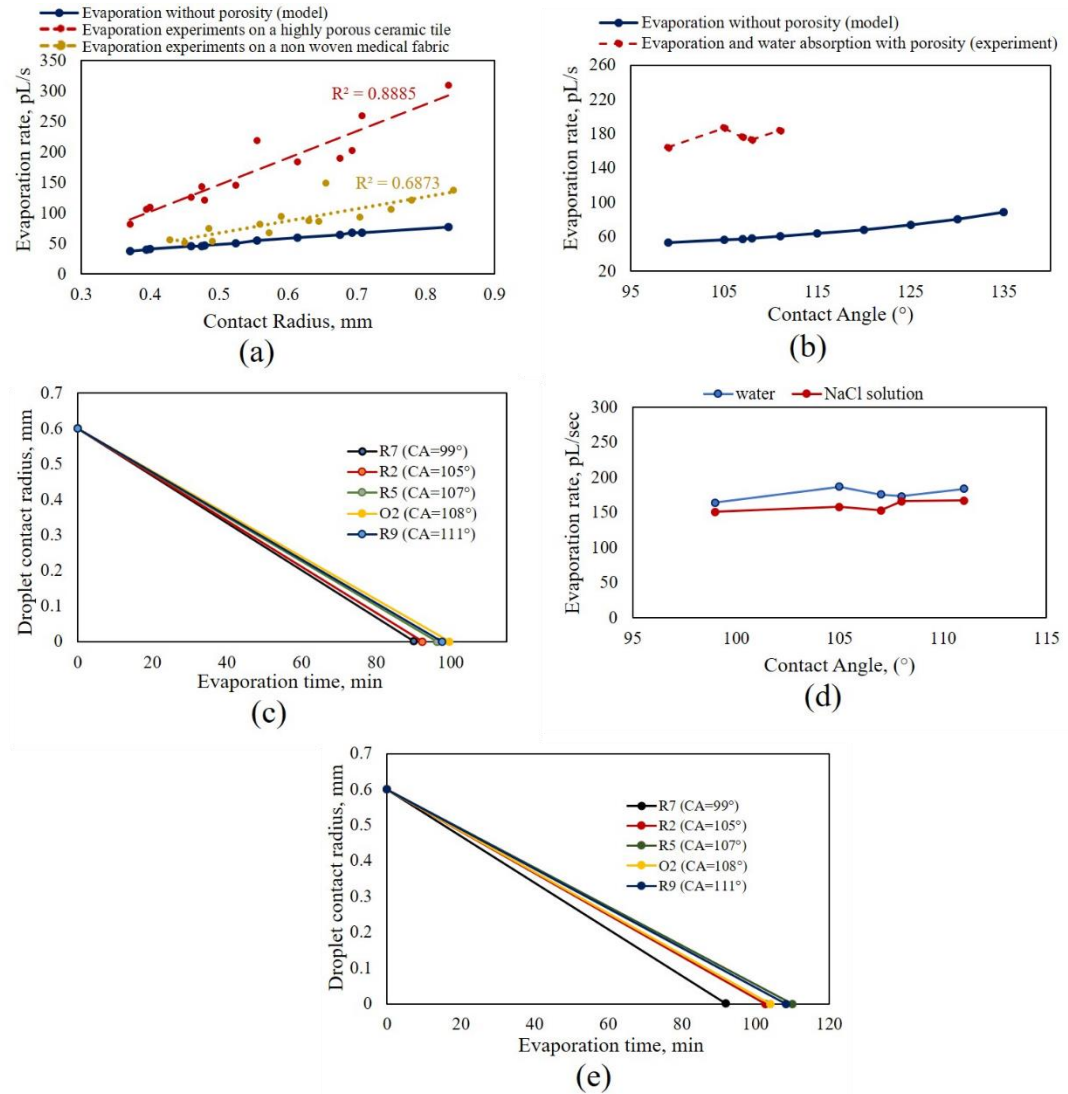 Evaporation without porosity (model)
Evaporation experiments on a highly porous ceramic tile
Evaporation experiments on a non woven medical fabric
350
300
250
200
150
100
50
0
Evaporation rate, pL/s
R² = 0.8885
R² = 0.6873
0.3 0.4 0.5 0.6 0.7 0.8 0.9
Contact Radius, mm
(a)
Evaporation without porosity (model)
Evaporation and water absorption with porosity (experiment)
260
220
180
140
100
60
20
Evaporation rate, pL/s
95 105 115 125 135
Contact Angle (°)
(b)
0.7
0.6
0.5
0.4
0.3
0.2
0.1
0
Droplet contact radius, mm
R7 (CA=99°)
R2 (CA=105°)
R5 (CA=107°)
O2 (CA=108°)
R9 (CA=111°)
0 20 40 60 80 100
Evaporation time, min
(c)
water NaCl solution
300
250
200
150
100
50
0
Evaporation rate, pL/sec
95 100 105 110 115
Contact Angle, (°)
(d)
0.7
0.6
0.5
0.4
0.3
0.2
0.1
0
Droplet contact radius, mm
R7 (CA=99°)
R2 (CA=105°)
R5 (CA=107°)
O2 (CA=108°)
R9 (CA=111°)
0 20 40 60 80 100 120
Evaporation time, min
(e)